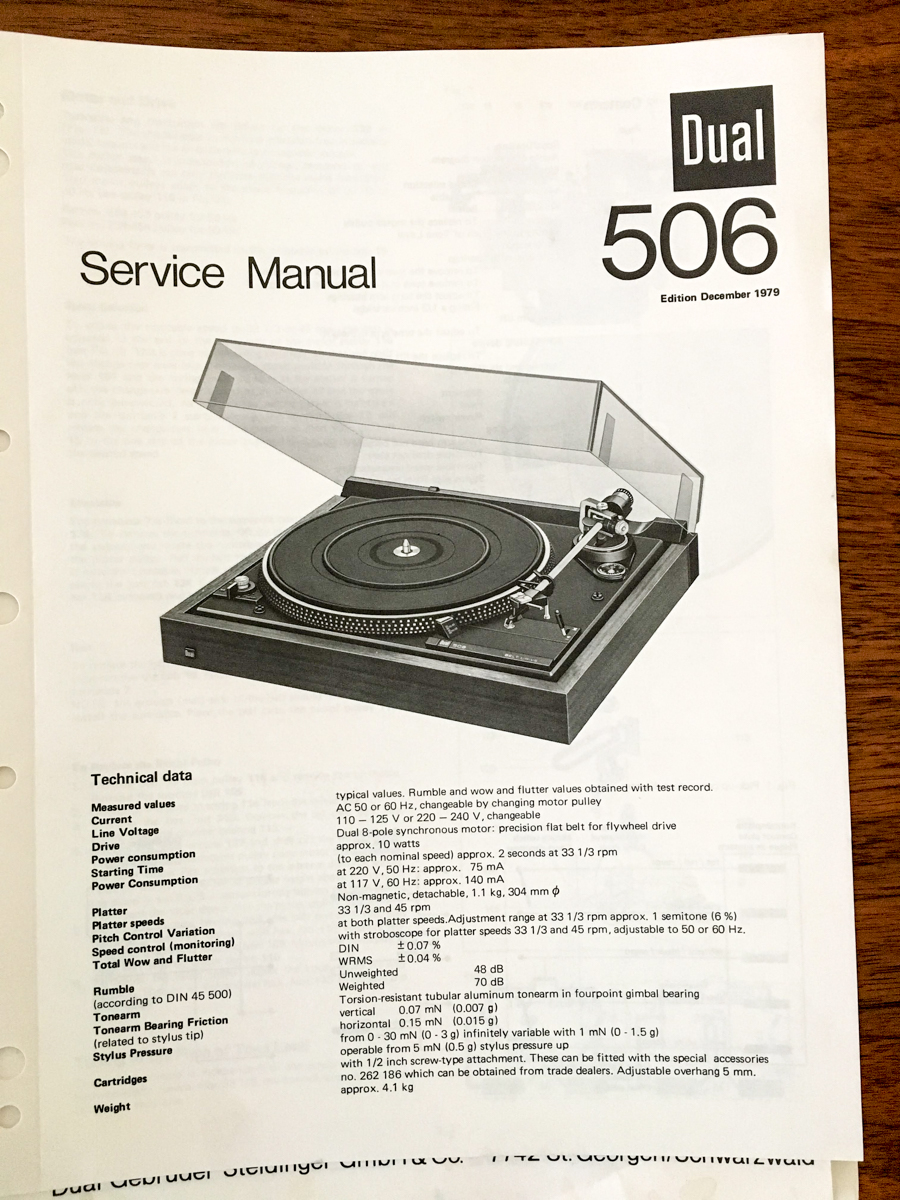 Dual
506
Edition December 1979
Service Manual
Technical data
Measured values typical values. Rumble and wow and flutter values obtained with test record.
Current AC 50 or 60 Hz, changeable by changing motor pulley
Line Voltage 110 – 125 V or 220 – 240 V, changeable
Drive Dual 8-pole synchronous motor: precision flat belt for flywheel drive
Power consumption approx. 10 watts
Starting Time (to each nominal speed) approx. 2 seconds at 33 1/3 rpm
Power Consumption at 220 V, 50 Hz: approx. 75 mA
at 117 V, 60 Hz: approx. 140 mA
Platter Non-magnetic, detachable, 1.1 kg, 304 mm ϕ
Platter speeds 33 1/3 and 45 rpm
Pitch Control Variation at both platter speeds.Adjustment range at 33 1/3 rpm approx. 1 semitone (6 %)
Speed control (monitoring) with stroboscope for platter speeds 33 1/3 and 45 rpm, adjustable to 50 or 60 Hz.
Total Wow and Flutter DIN ± 0.07 %
WRMS ± 0.04 %
Rumble Unweighted 48 dB
(according to DIN 45 500) Weighted 70 dB
Tonearm Torsion-resistant tubular aluminum tonearm in fourpoint gimbal bearing
Tonearm Bearing Friction vertical 0.07 mN (0.007 g)
(related to stylus tip) horizontal 0.15 mN (0.015 g)
Stylus Pressure from 0 - 30 mN (0 - 3 g) infinitely variable with 1 mN (0 - 1.5 g)
operable from 5 mN (0.5 g) stylus pressure up
Cartridges with 1/2 inch screw-type attachment. These can be fitted with the special accessories
no. 262 186 which can be obtained from trade dealers. Adjustable overhang 5 mm.
Weight approx. 4.1 kg
Dual Gebrüder Steidinger GmbH & Co. 7742 St. Georgen/Schwarzwald